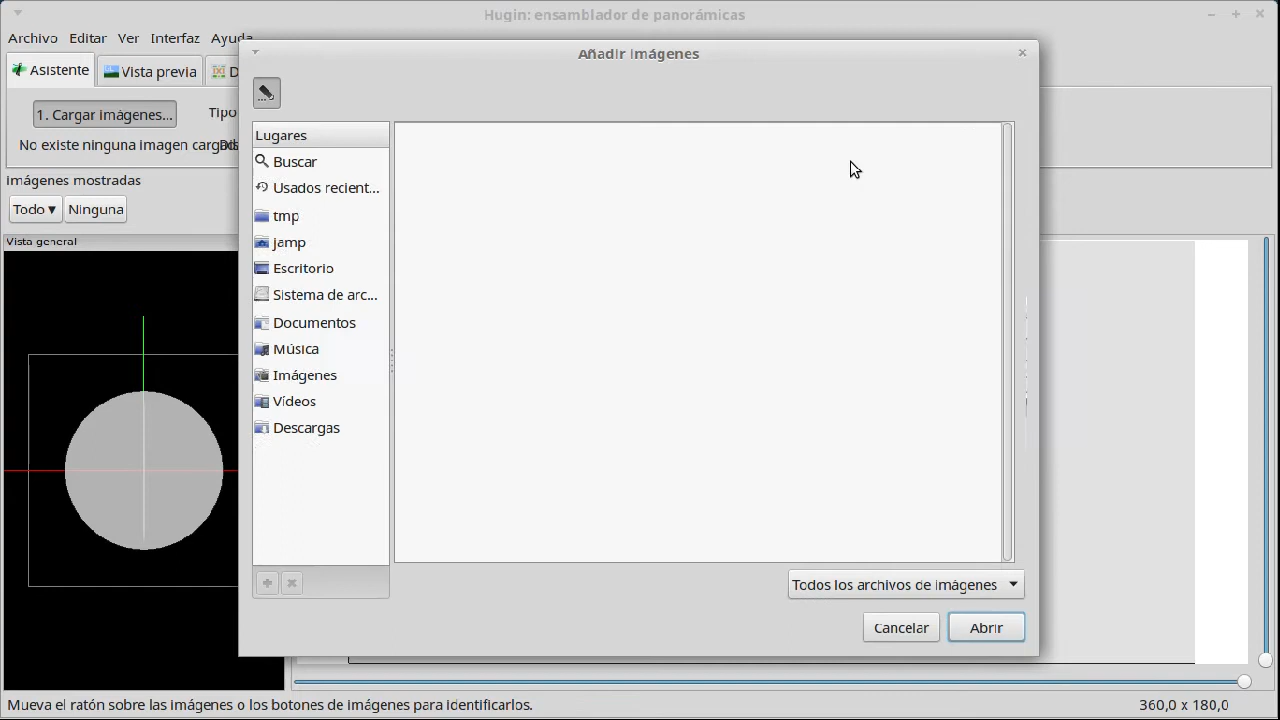 Hugin: ensamblador de panorámicas
Archivo Editar Ver Interfaz Ayuda
Añadir imágenes
Asistente Vista previa
1. Cargar imágenes... Tipo
No existe ninguna imagen
Imágenes mostradas
Todo Ninguna
Vista general
Lugares
Buscar
Usados recient...
tmp
jamp
Escritorio
Sistema de arc...
Documentos
Música
Imágenes
Vídeos
Descargas
Todos los archivos de imágenes
Cancelar Abrir
Mueva el ratón sobre las imágenes o los botones de imágenes para identificarlos. 360,0 x 180,0